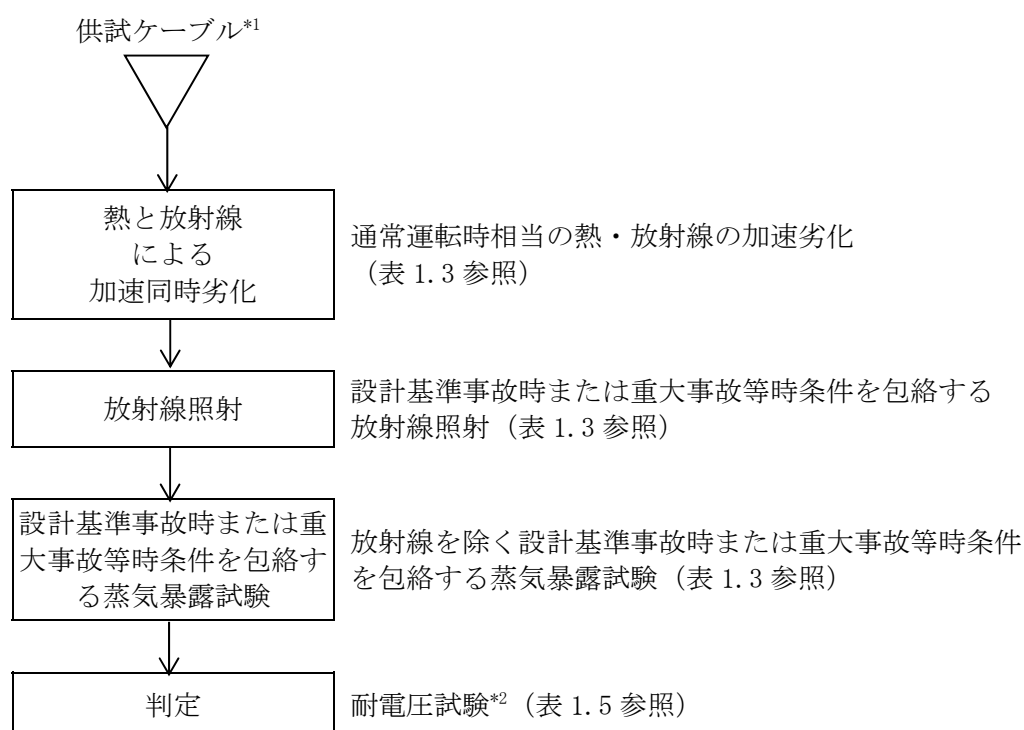 供試ケーブル*1
熱と放射線
による
加速同時劣化
通常運転時相当の熱・放射線の加速劣化
（表 1.3 参照）
放射線照射
設計基準事故時または重大事故等時条件を包絡する
放射線照射（表 1.3 参照）
設計基準事故時または重
大事故等時条件を包絡す
る蒸気暴露試験
放射線を除く設計基準事故時または重大事故等時条件
を包絡する蒸気暴露試験（表 1.3 参照）
判定
耐電圧試験*2（表 1.5 参照）